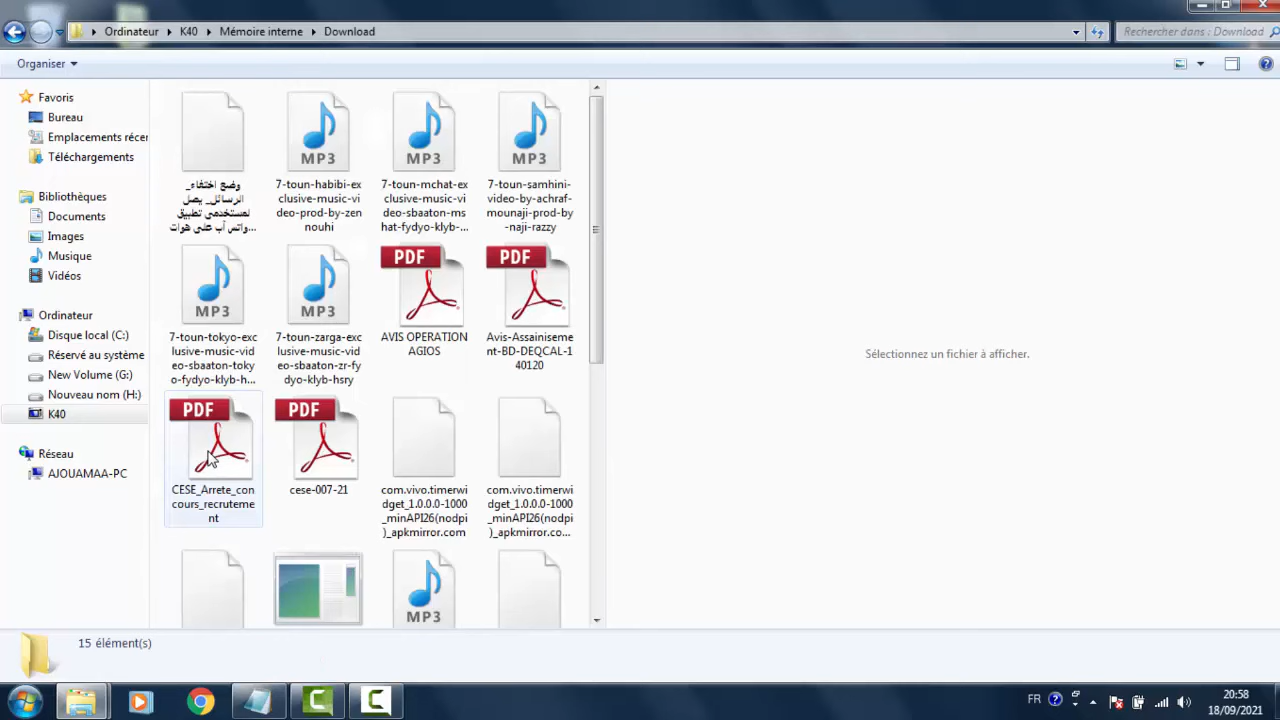 Ordinateur
K40
Mémoire interne
Download
Rechercher dans : Download
Organiser
Favoris
Bureau
Emplacements récer
Téléchargements
Bibliothèques
Documents
Images
Musique
Vidéos
Ordinateur
Disque local (C:)
Réservé au système
New Volume (G:)
Nouveau nom (H:)
K40
Réseau
AJOUAMAA-PC
وضع اختفاء_
الرسائل_ يصل
لمستخدمي تطبيق
واتس آب على هوات...
MP3
7-toun-habibi-ex
clusive-music-vi
deo-prod-by-zen
nouhi
MP3
7-toun-mchat-ex
clusive-music-vi
deo-sbaaton-ms
hat-fydyo-klyb-...
MP3
7-toun-samhini-
video-by-achraf-
mounaji-prod-by
-naji-razzy
MP3
7-toun-tokyo-exc
lusive-music-vid
eo-sbaaton-toky
o-fydyo-klyb-h...
MP3
7-toun-zarga-exc
lusive-music-vid
eo-sbaaton-zr-fy
dyo-klyb-hsry
PDF
AVIS OPERATION
AGIOS
PDF
Avis-Assainiseme
nt-BD-DEQCAL-1
40120
PDF
CESE_Arrete_con
cours_recruteme
nt
PDF
cese-007-21
com.vivo.timerwi
dget_1.0.0.0-1000
_minAPI26(nodpi
)_apkmirror.com
com.vivo.timerwi
dget_1.0.0.0-1000
_minAPI26(nodpi
)_apkmirror.co...
MP3
Sélectionnez un fichier à afficher.
15 élément(s)
FR
20:58
18/09/2021